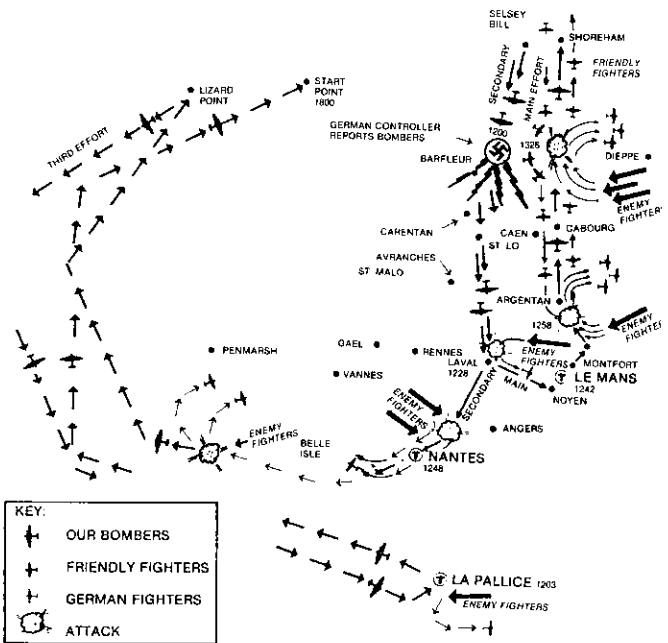 SELSEY
BILL
SHOREHAM
SECONDARY
MAIN EFFORT
FRIENDLY
FIGHTERS
LIZARD
POINT
START
POINT
1800
THIRD EFFORT
GERMAN CONTROLLER
REPORTS BOMBERS
1200
1326
BARFLEUR
DIEPPE
ENEMY
FIGHTERS
CARENTAN
CAEN
CABOURG
ST LO
AVRANCHES
ST MALO
ARGENTAN
1258
ENEMY
FIGHTERS
PENMARSH
GAEL
RENNES
LAVAL
1228
ENEMY
FIGHTERS
MONTFORT
VANNES
SECONDARY
MAIN
LE MANS
1242
NOYEN
ENEMY
FIGHTERS
ANGERS
ENEMY
FIGHTERS
BELLE
ISLE
NANTES
1248
KEY:
OUR BOMBERS
FRIENDLY FIGHTERS
GERMAN FIGHTERS
ATTACK
LA PALLICE 1203
ENEMY FIGHTERS